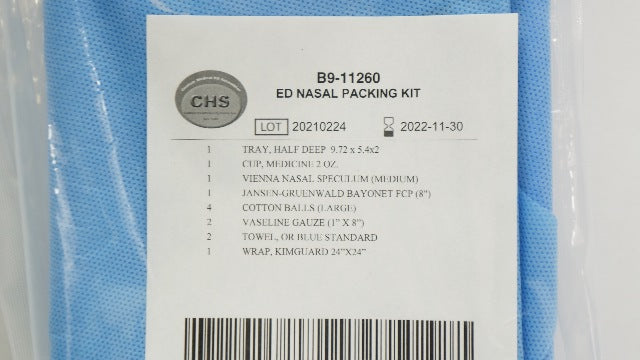 B9-11260
ED NASAL PACKING KIT
CHS
LOT 20210224 2022-11-30
1 TRAY, HALF DEEP 9.72 x 5.4x2
1 CUP, MEDICINE 2 OZ.
1 VIENNA NASAL SPECULUM (MEDIUM)
1 JANSEN-GRUENWALD BAYONET FCP (8")
4 COTTON BALLS (LARGE)
2 VASELINE GAUZE (1" X 8")
2 TOWEL, OR BLUE STANDARD
1 WRAP, KIMGUARD 24"X24"